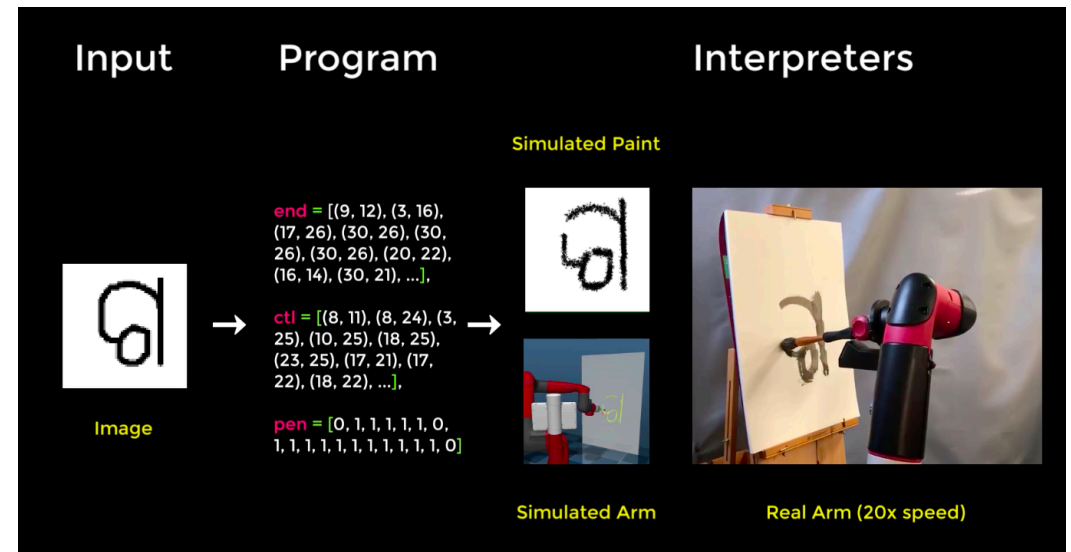 Input
Program
Interpreters
Simulated Paint
end = [(9, 12), (3, 16),
(17, 26), (30, 26), (30,
26), (30, 26), (20, 22),
(16, 14), (30, 21), ...],
ctl = [(8, 11), (8, 24), (3,
25), (10, 25), (18, 25),
(23, 25), (17, 21), (17,
22), (18, 22), ...],
pen = [0, 1, 1, 1, 1, 1, 0,
1, 1, 1, 1, 1, 1, 1, 1, 1, 1, 1, 0]
Image
Simulated Arm
Real Arm (20x speed)